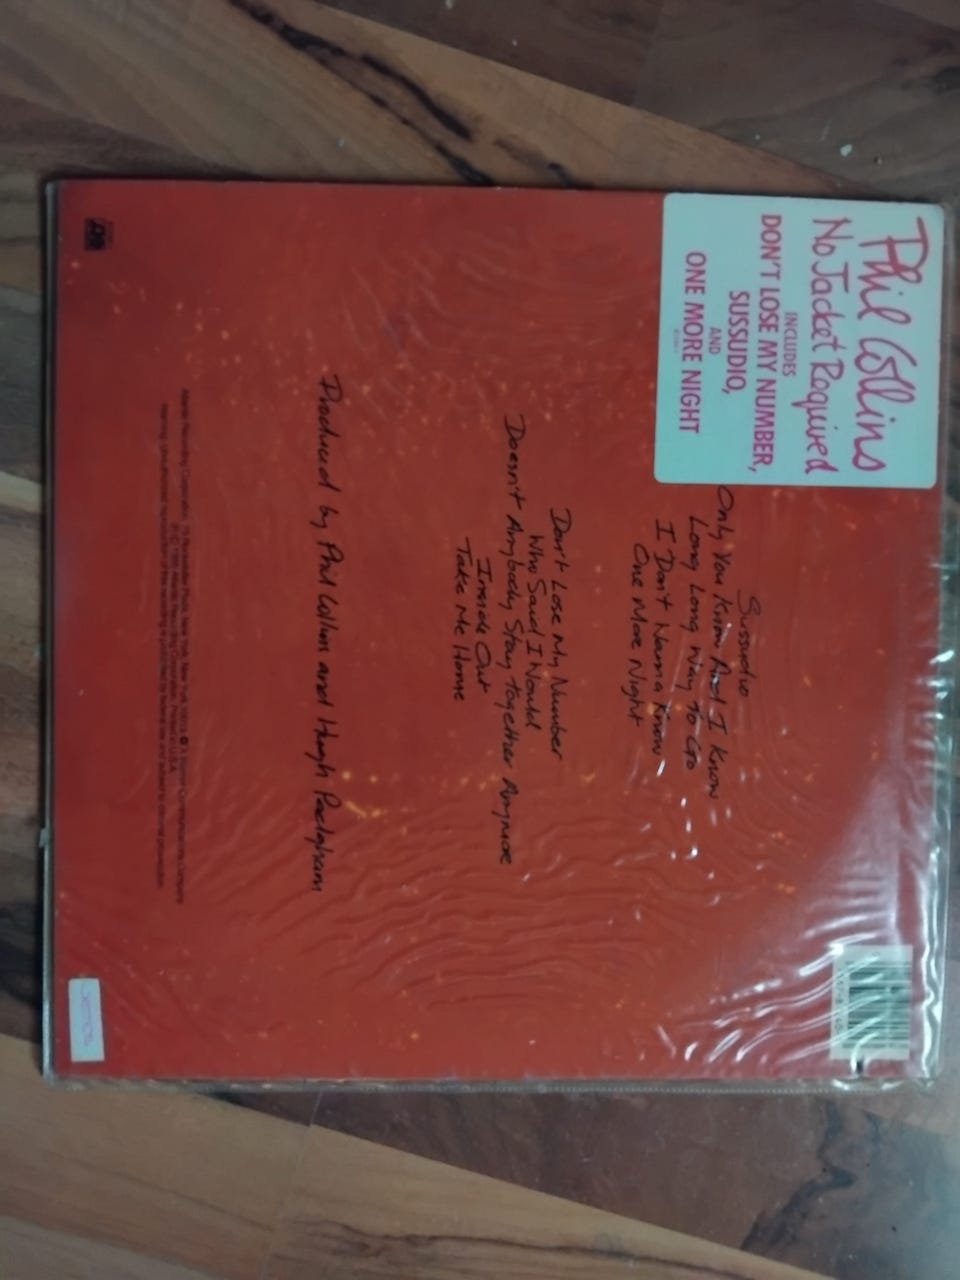 Phil Collins
No Jacket Required
INCLUDES
DON'T LOSE MY NUMBER,
SUSSUDIO,
AND
ONE MORE NIGHT
Sussudio
Only You Know And I Know
Long Long Way To Go
I Don't Wanna Know
One More Night
Don't Lose My Number
Who Said I Would
Doesn't Anybody Stay Together Anymore
Inside Out
Take Me Home
Produced by Phil Collins and Hugh Padgham